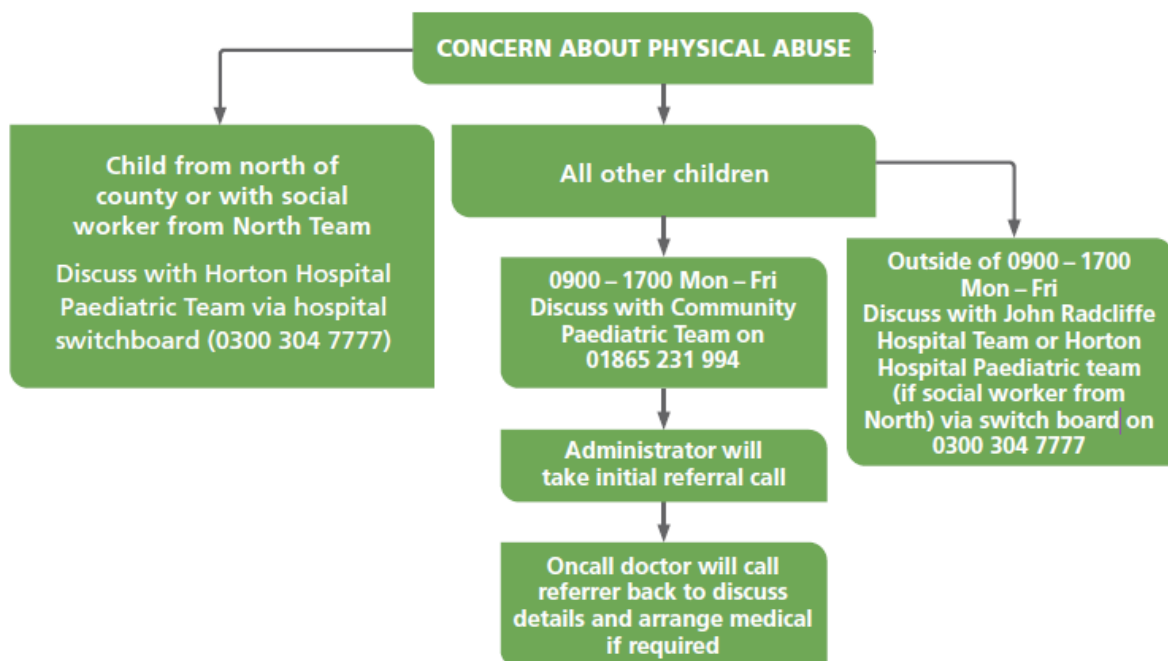 CONCERN ABOUT PHYSICAL ABUSE
Child from north of
county or with social
worker from North Team
Discuss with Horton Hospital
Paediatric Team via hospital
switchboard (0300 304 7777)
All other children
0900 – 1700 Mon – Fri
Discuss with Community
Paediatric Team on
01865 231 994
Administrator will
take initial referral call
Oncall doctor will call
referrer back to discuss
details and arrange medical
if required
Outside of 0900 – 1700
Mon – Fri
Discuss with John Radcliffe
Hospital Team or Horton
Hospital Paediatric team
(if social worker from
North) via switch board on
0300 304 7777